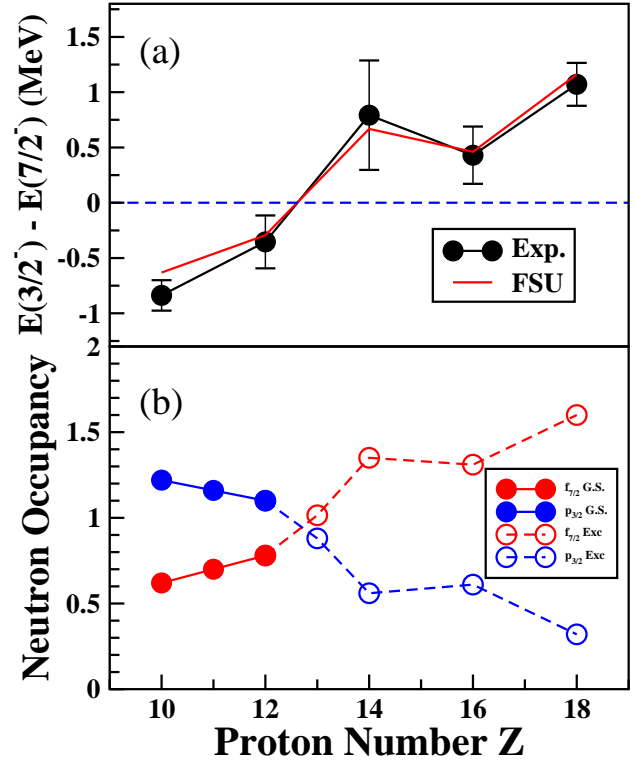 (a)
E(3/2⁻) - E(7/2⁻) (MeV)
1.5
1
0.5
0
-0.5
-1
Exp.
FSU
(b)
Neutron Occupancy
2
1.5
1
0.5
0
f7/2 G.S.
p3/2 G.S.
f7/2 Exc
p3/2 Exc
10 12 14 16 18
Proton Number Z